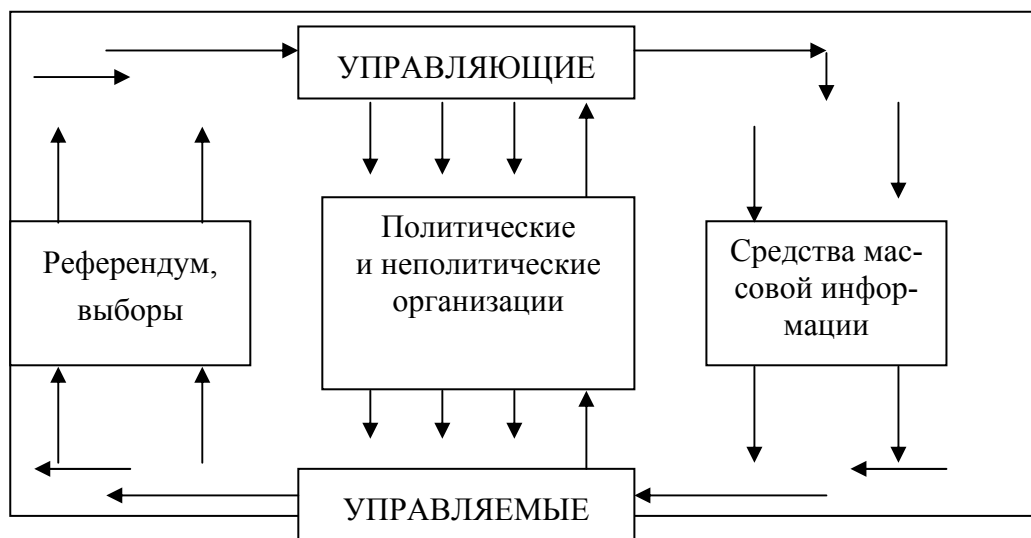 УПРАВЛЯЮЩИЕ
Референдум,
выборы
Политические
и неполитические
организации
Средства мас-
совой инфор-
мации
УПРАВЛЯЕМЫЕ